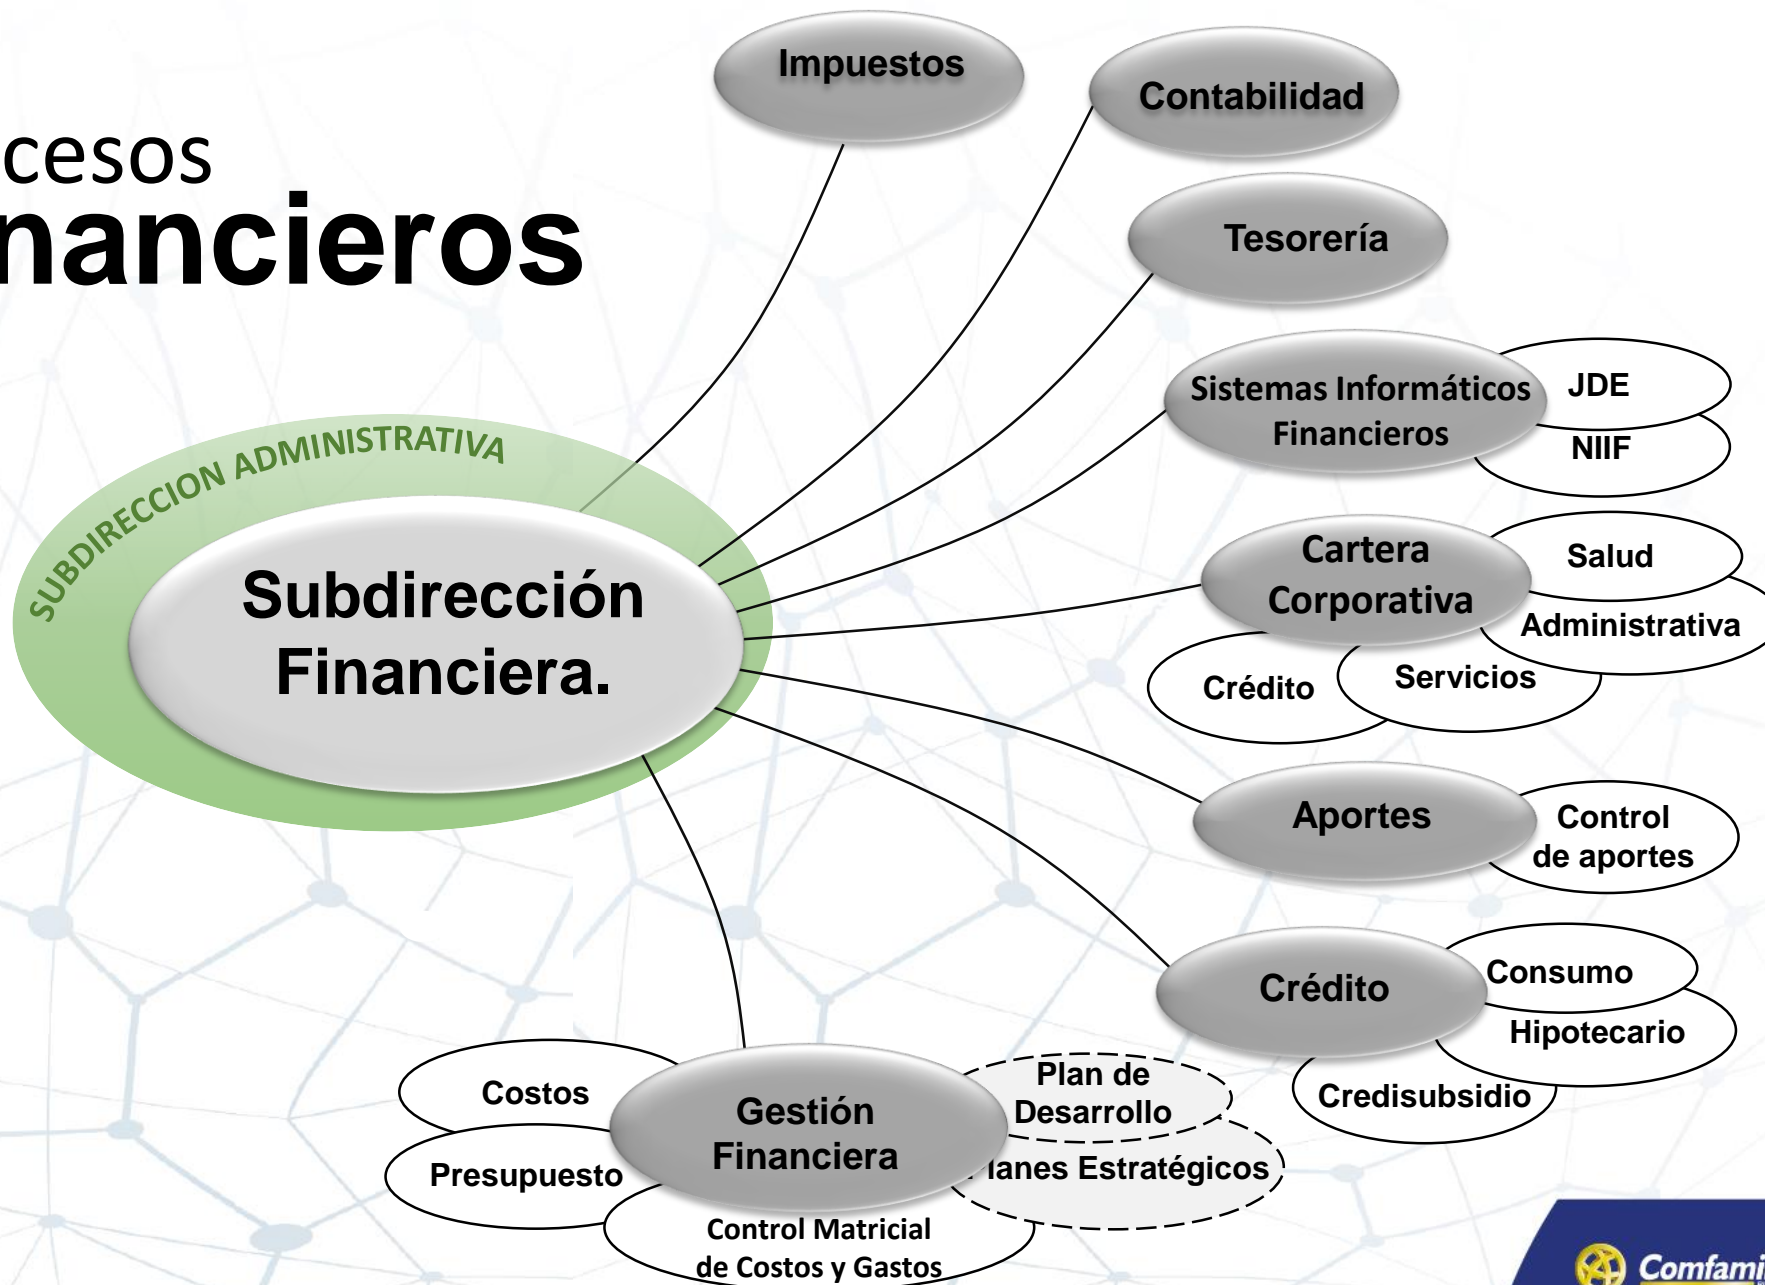 cesos
nancieros
Impuestos
Contabilidad
Tesorería
Sistemas Informáticos
Financieros
JDE
NIIF
SUBDIRECCION ADMINISTRATIVA
Subdirección
Financiera.
Cartera
Corporativa
Salud
Administrativa
Servicios
Crédito
Aportes
Control
de aportes
Crédito
Consumo
Hipotecario
Credisubsidio
Gestión
Financiera
Costos
Presupuesto
Control Matricial
de Costos y Gastos
Plan de
Desarrollo
lanes Estratégicos
Comfami